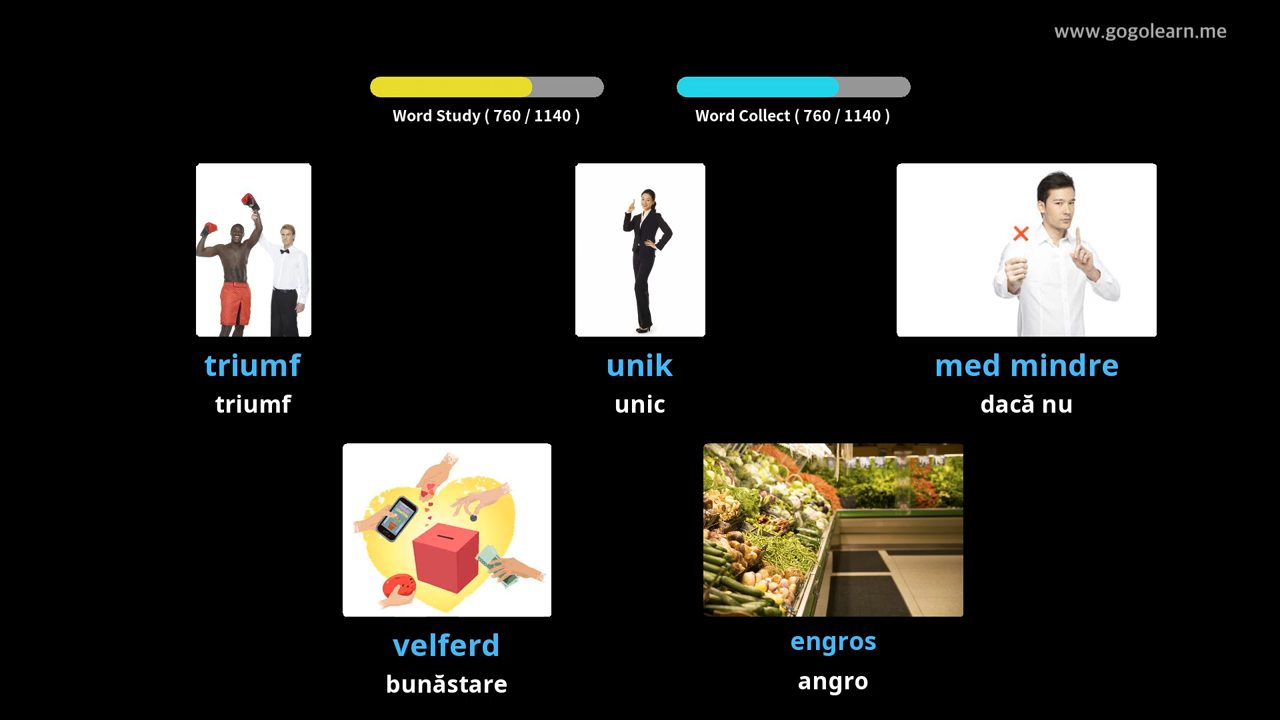 www.gogolearn.me
Word Study ( 760 / 1140 )
Word Collect ( 760 / 1140 )
triumf
triumf
unik
unic
med mindre
dacă nu
velferd
bunăstare
engros
angro